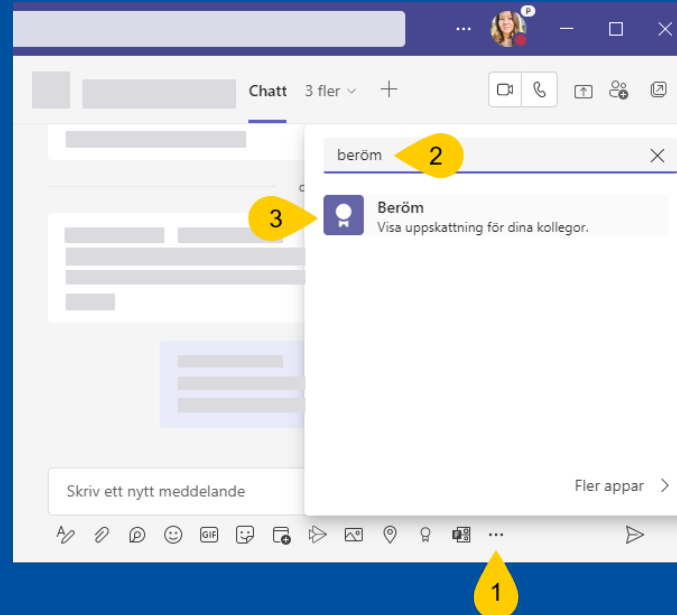 P
Chatt 3 fler
beröm 2
3 Beröm
Visa uppskattning för dina kollegor.
Fler appar
Skriv ett nytt meddelande
GIF
1